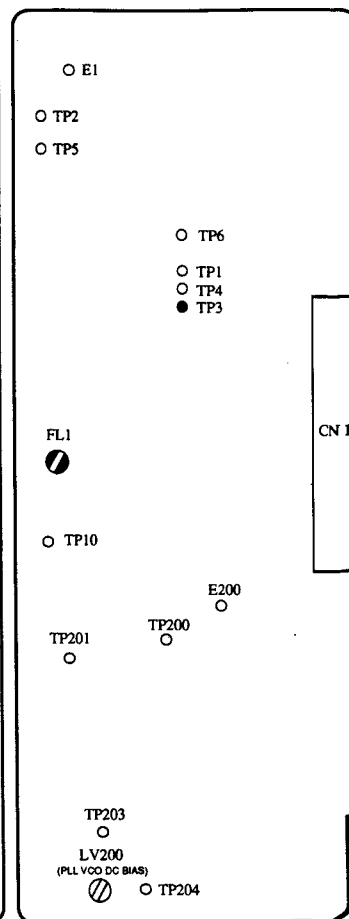 E1
TP2
TP5
TP6
TP1
TP4
TP3
CN 1
FL1
TP10
E200
TP200
TP201
TP203
LV200
(PLL VCO DC BIAS)
TP204